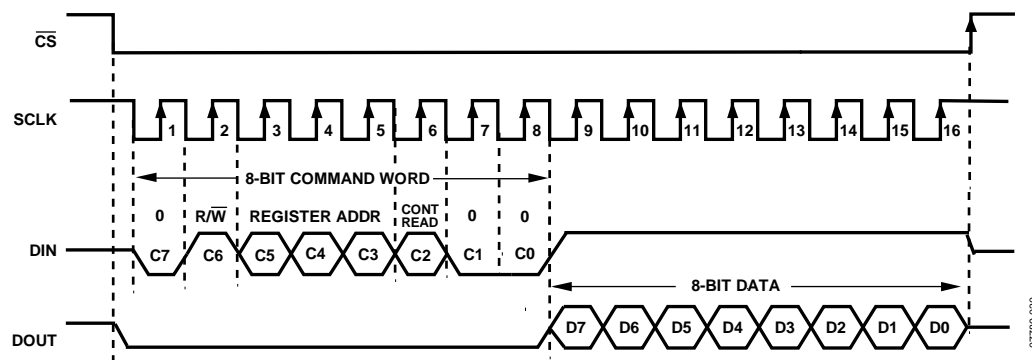 CS
SCLK
1 2 3 4 5 6 7 8 9 10 11 12 13 14 15 16
8-BIT COMMAND WORD
0 R/W REGISTER ADDR CONT READ 0 0
DIN
C7 C6 C5 C4 C3 C2 C1 C0
8-BIT DATA
DOUT
D7 D6 D5 D4 D3 D2 D1 D0